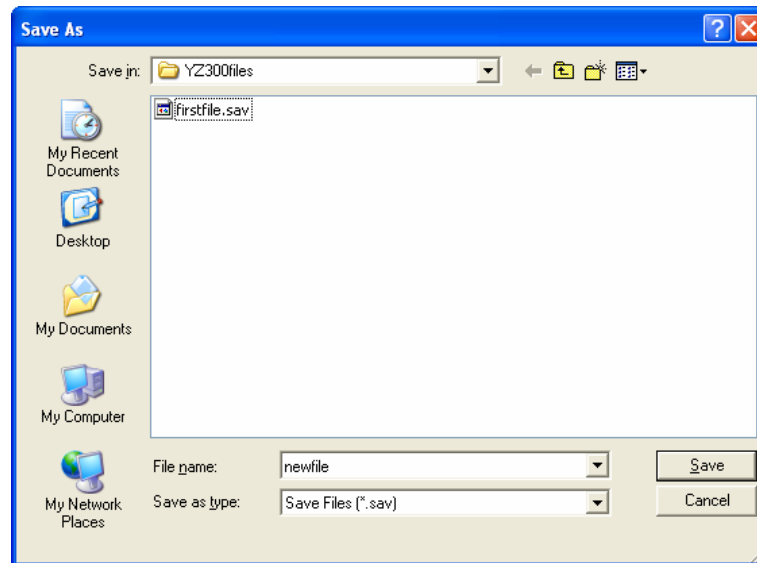 Save As
Save in: YZ300files
firstfile.sav
My Recent
Documents
Desktop
My Documents
My Computer
My Network
Places
File name: newfile Save
Save as type: Save Files (*.sav) Cancel